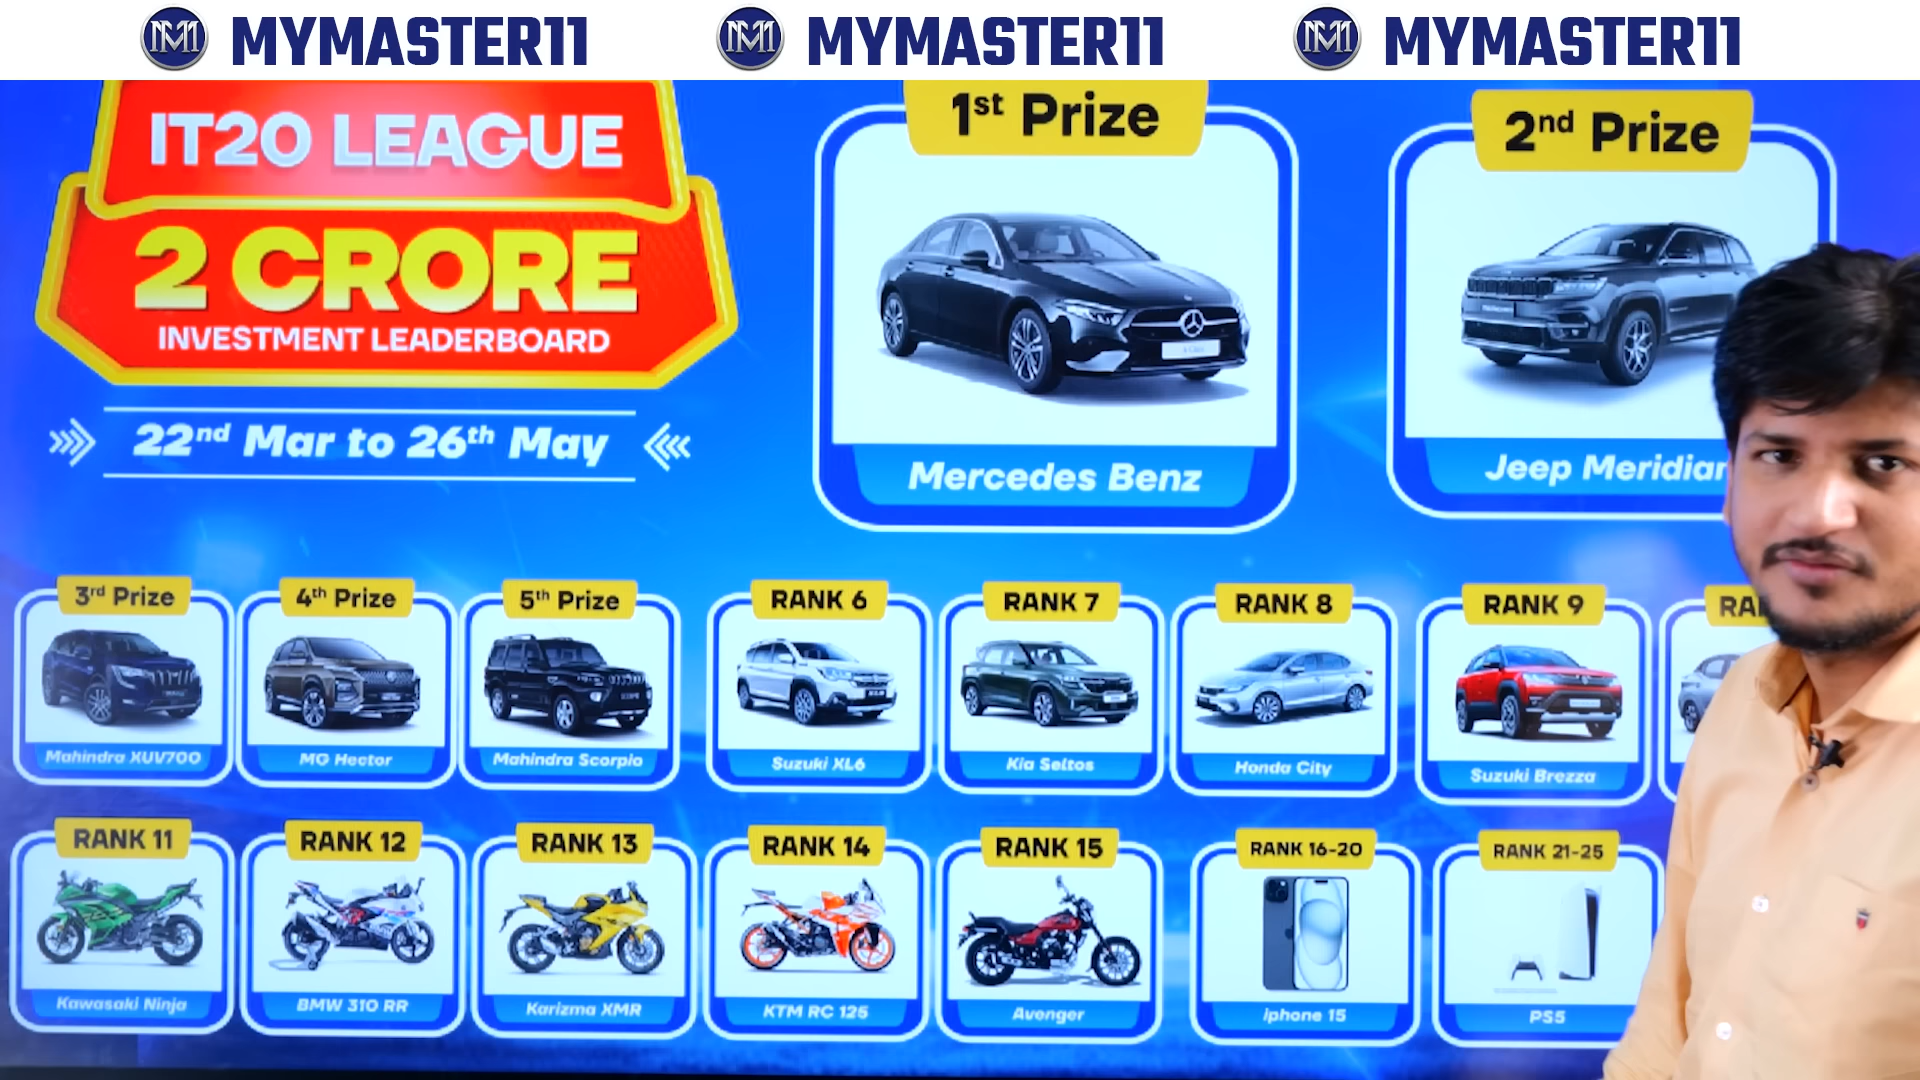 MYMASTER11 MYMASTER11 MYMASTER11
IT20 LEAGUE
2 CRORE
INVESTMENT LEADERBOARD
22nd Mar to 26th May
1st Prize
Mercedes Benz
2nd Prize
Jeep Meridian
3rd Prize
Mahindra XUV700
4th Prize
MG Hector
5th Prize
Mahindra Scorpio
RANK 6
Suzuki XL6
RANK 7
Kia Seltos
RANK 8
Honda City
RANK 9
Suzuki Brezza
RANK 11
Kawasaki Ninja
RANK 12
BMW 310 RR
RANK 13
Karizma XMR
RANK 14
KTM RC 125
RANK 15
Avenger
RANK 16-20
iphone 15
RANK 21-25
PS5